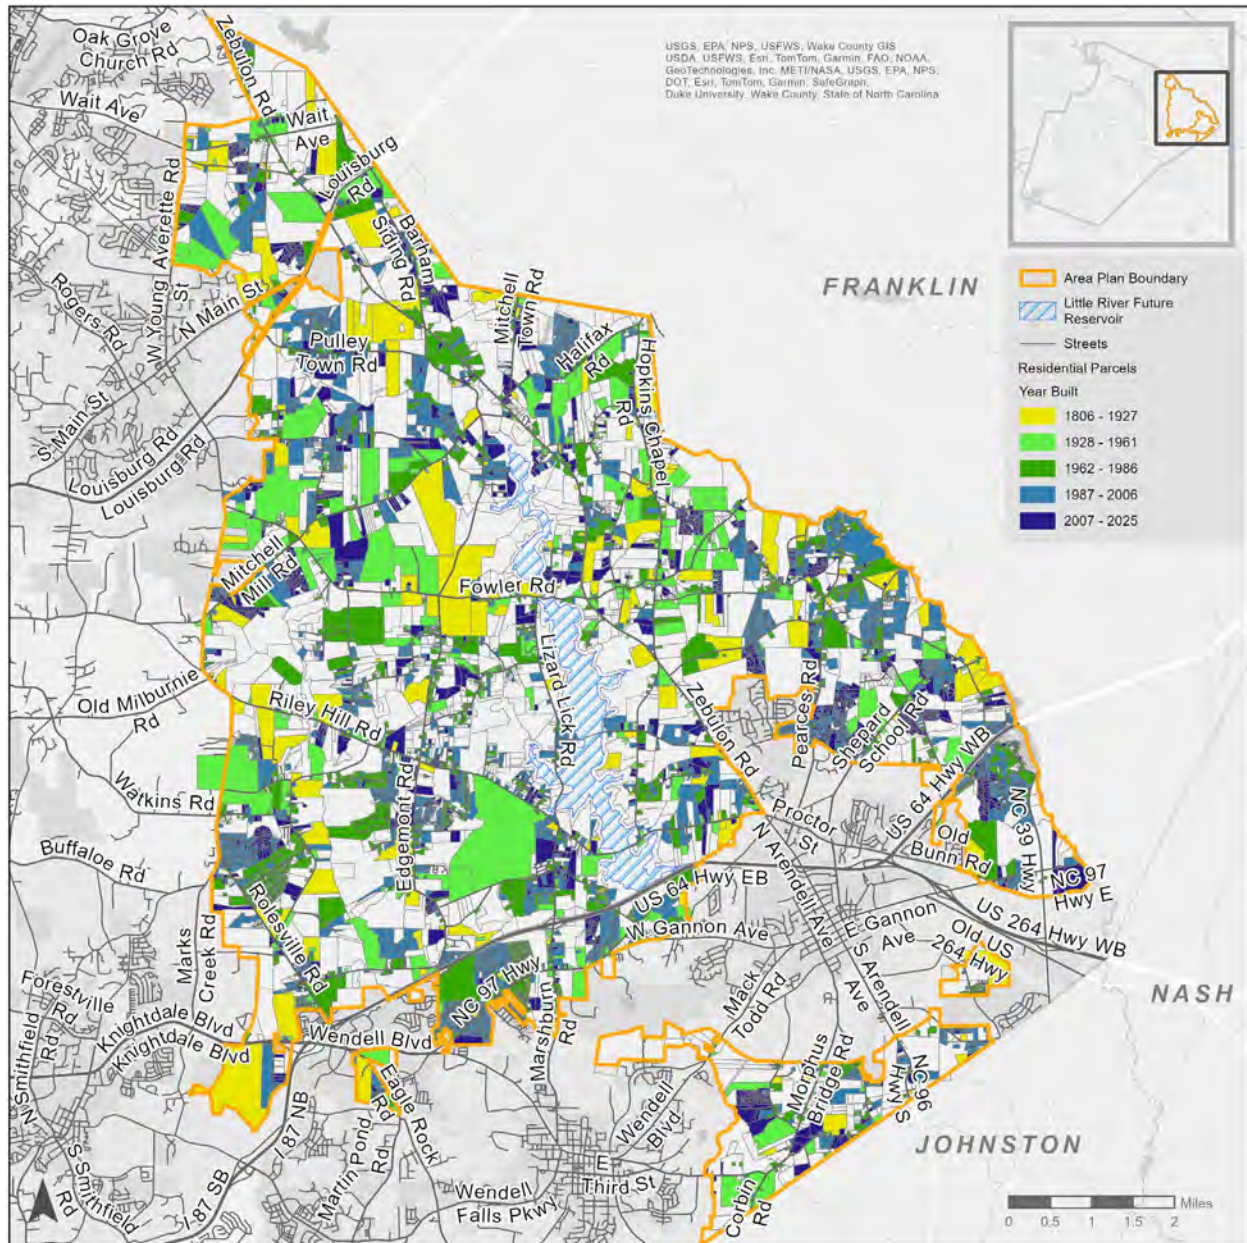 USGS, EPA, NPS, USFWS, Wake County GIS
USDA, USFWS, Esri, TomTom, Garmin, FAO, NOAA,
GeoTechnologies, Inc, METI/NASA, USGS, EPA, NPS,
DOT, Esri, TomTom, Garmin, SafeGraph,
Duke University, Wake County, State of North Carolina
Oak Grove
Church Rd
Zebulon Rd
Wait Ave
Wait
Ave
Louisburg
Rd
W Young Averette Rd
Barham
Siding Rd
Rogers Rd
St
N Main St
Mitchell
Town Rd
FRANKLIN
Pulley
Town Rd
Halifax
Rd
Hopkins Chapel
Rd
S Main St
Louisburg Rd
Louisburg Rd
Area Plan Boundary
Little River Future
Reservoir
Streets
Residential Parcels
Year Built
1806 - 1927
1928 - 1961
1962 - 1986
1987 - 2006
2007 - 2025
Mitchell
Mill Rd
Fowler Rd
Lizard Lick Rd
Old Milburnie
Rd
Riley Hill Rd
Zebulon Rd
Pearces Rd
Shepard
School Rd
US 64 Hwy WB
Watkins Rd
Edgemont Rd
Proctor
St
Old
Bunn Rd
NC 39 Hwy
NC 97
Hwy E
Buffaloe Rd
Rolesville Rd
US 64 Hwy EB
N Arendell Ave
E Gannon
Ave
US 264 Hwy WB
Old US
264 Hwy
Marks
Creek Rd
W Gannon Ave
S Arendell
Ave
NC 97 Hwy
Mack
Todd Rd
NASH
Forestville
Rd
Knightdale Blvd
Knightdale Blvd
Wendell Blvd
Marshburn
Rd
N Smithfield
Rd
Eagle Rock
Rd
Morphus
Bridge Rd
NC 96
Hwy S
Wendell
Blvd
I 87 NB
Martin Pond
Rd
JOHNSTON
S Smithfield
Rd
I 87 SB
Wendell
Falls Pkwy
E
Third St
Corbin
Rd
Miles
0 0.5 1 1.5 2